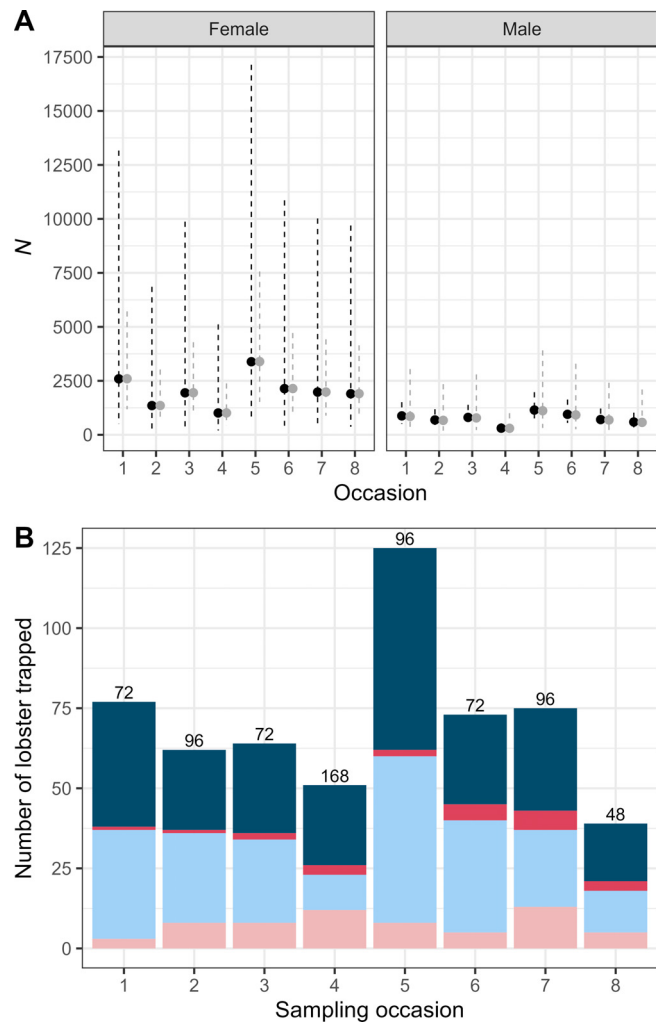 A
Female Male
17500
15000
12500
10000
7500
5000
2500
0
N
1 2 3 4 5 6 7 8 1 2 3 4 5 6 7 8
Occasion
B
125
100
75
50
25
0
Number of lobster trapped
72 96 72 168 96 72 96 48
1 2 3 4 5 6 7 8
Sampling occasion